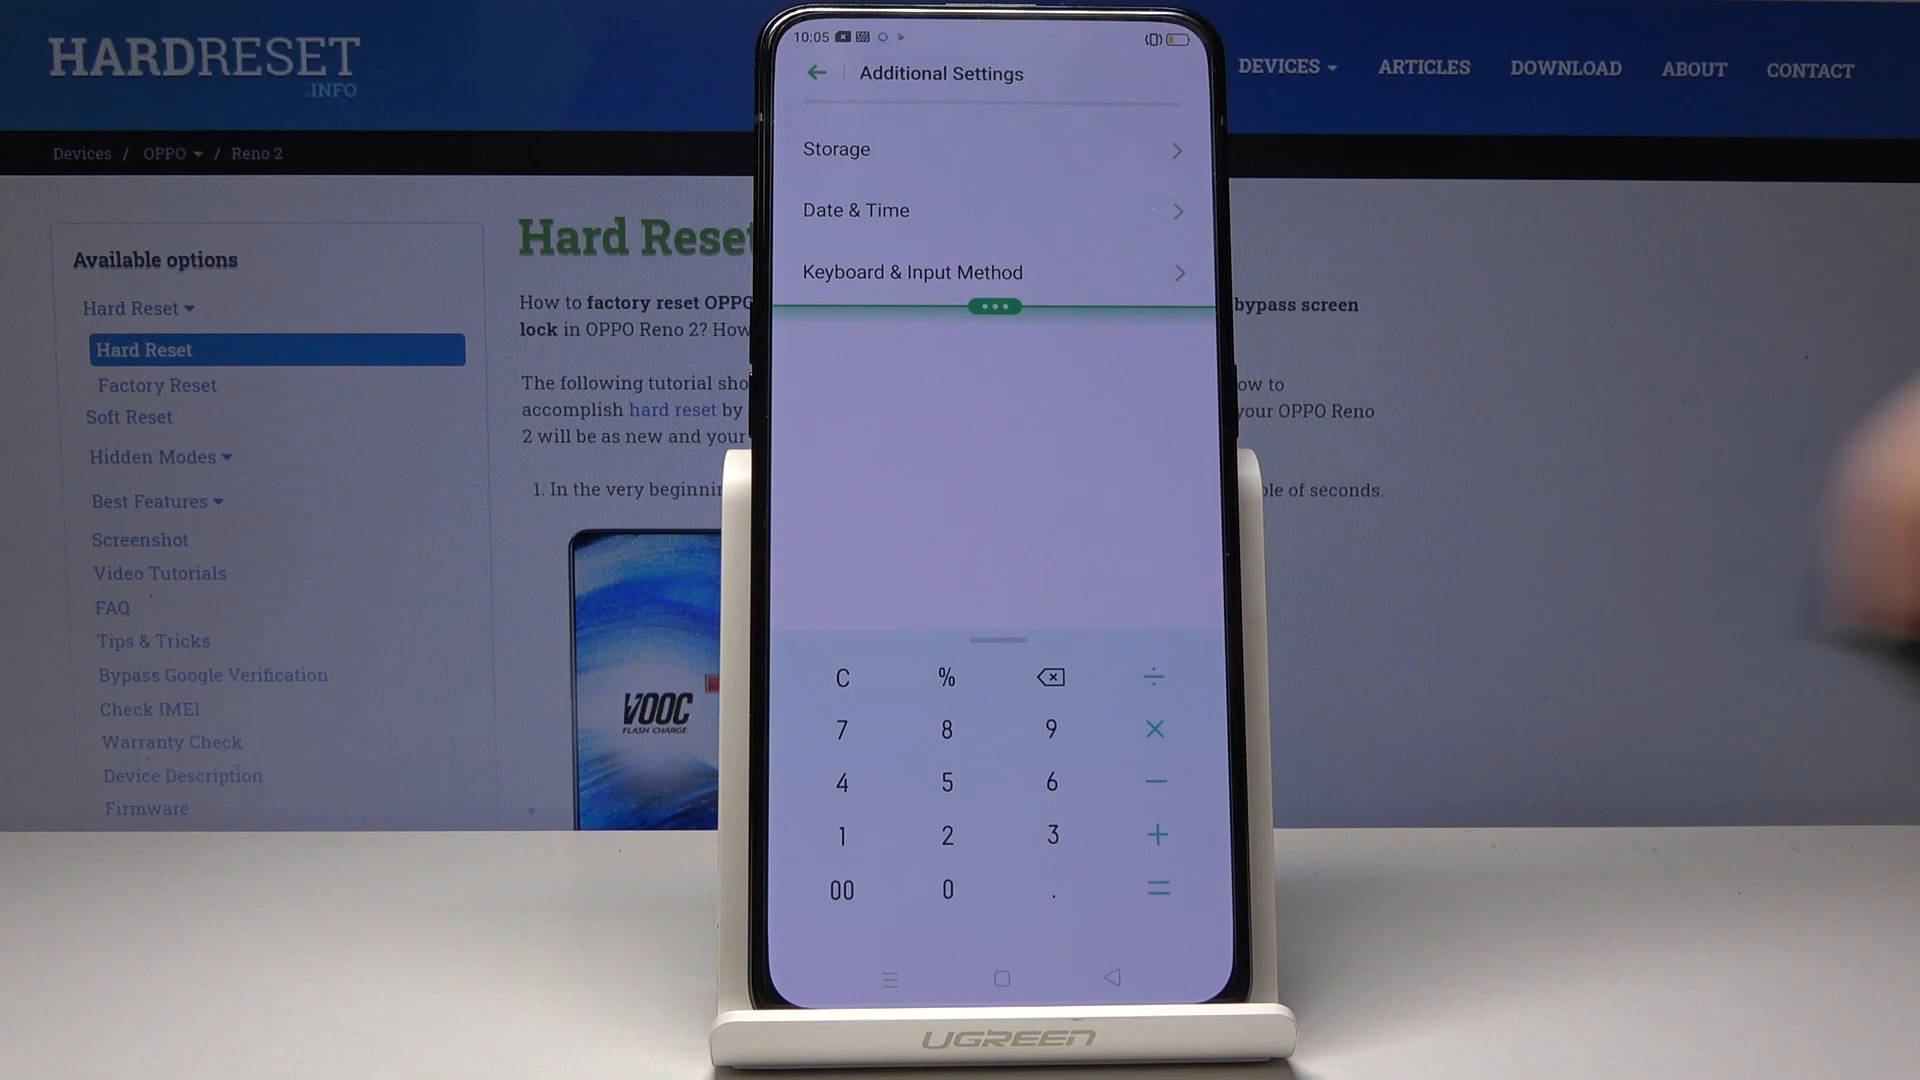 HARDRESET
.INFO
DEVICES
ARTICLES
DOWNLOAD
ABOUT
CONTACT
Devices / OPPO / Reno 2
Available options
Hard Reset
Hard Reset
Factory Reset
Soft Reset
Hidden Modes
Best Features
Screenshot
Video Tutorials
FAQ
Tips & Tricks
Bypass Google Verification
Check IMEI
Warranty Check
Device Description
Firmware
Hard Reset
How to factory reset OPPO
bypass screen
lock in OPPO Reno 2? How
The following tutorial sho
ow to
accomplish hard reset by
your OPPO Reno
2 will be as new and your
1. In the very beginnin
ple of seconds.
VOOC
FLASH CHARGE
10:05
SOS
Additional Settings
Storage
Date & Time
Keyboard & Input Method
C % ÷
7 8 9 ×
4 5 6 −
1 2 3 +
00 0 . =
UGREEN